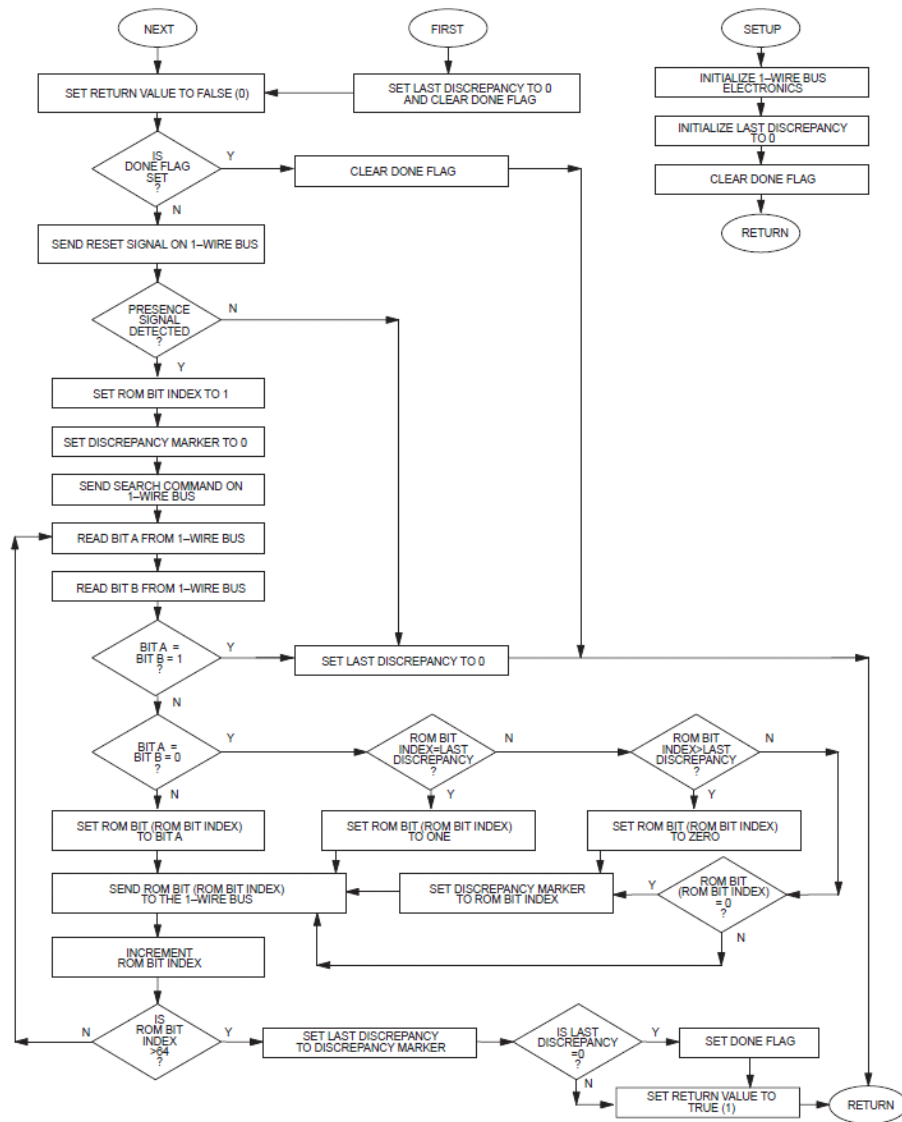 NEXT
FIRST
SETUP
SET RETURN VALUE TO FALSE (0)
SET LAST DISCREPANCY TO 0
AND CLEAR DONE FLAG
INITIALIZE 1–WIRE BUS
ELECTRONICS
INITIALIZE LAST DISCREPANCY
TO 0
CLEAR DONE FLAG
RETURN
IS
DONE FLAG
SET
?
Y
N
CLEAR DONE FLAG
SEND RESET SIGNAL ON 1–WIRE BUS
PRESENCE
SIGNAL
DETECTED
?
N
Y
SET ROM BIT INDEX TO 1
SET DISCREPANCY MARKER TO 0
SEND SEARCH COMMAND ON
1–WIRE BUS
READ BIT A FROM 1–WIRE BUS
READ BIT B FROM 1–WIRE BUS
BIT A =
BIT B = 1
?
Y
N
SET LAST DISCREPANCY TO 0
BIT A =
BIT B = 0
?
Y
N
ROM BIT
INDEX=LAST
DISCREPANCY
?
N
Y
ROM BIT
INDEX>LAST
DISCREPANCY
?
N
Y
SET ROM BIT (ROM BIT INDEX)
TO BIT A
SET ROM BIT (ROM BIT INDEX)
TO ONE
SET ROM BIT (ROM BIT INDEX)
TO ZERO
SEND ROM BIT (ROM BIT INDEX)
TO THE 1–WIRE BUS
SET DISCREPANCY MARKER
TO ROM BIT INDEX
Y
ROM BIT
(ROM BIT INDEX)
= 0
?
N
INCREMENT
ROM BIT INDEX
IS
ROM BIT
INDEX
>64
?
N
Y
SET LAST DISCREPANCY
TO DISCREPANCY MARKER
IS LAST
DISCREPANCY
=0
?
Y
N
SET DONE FLAG
SET RETURN VALUE TO
TRUE (1)
RETURN